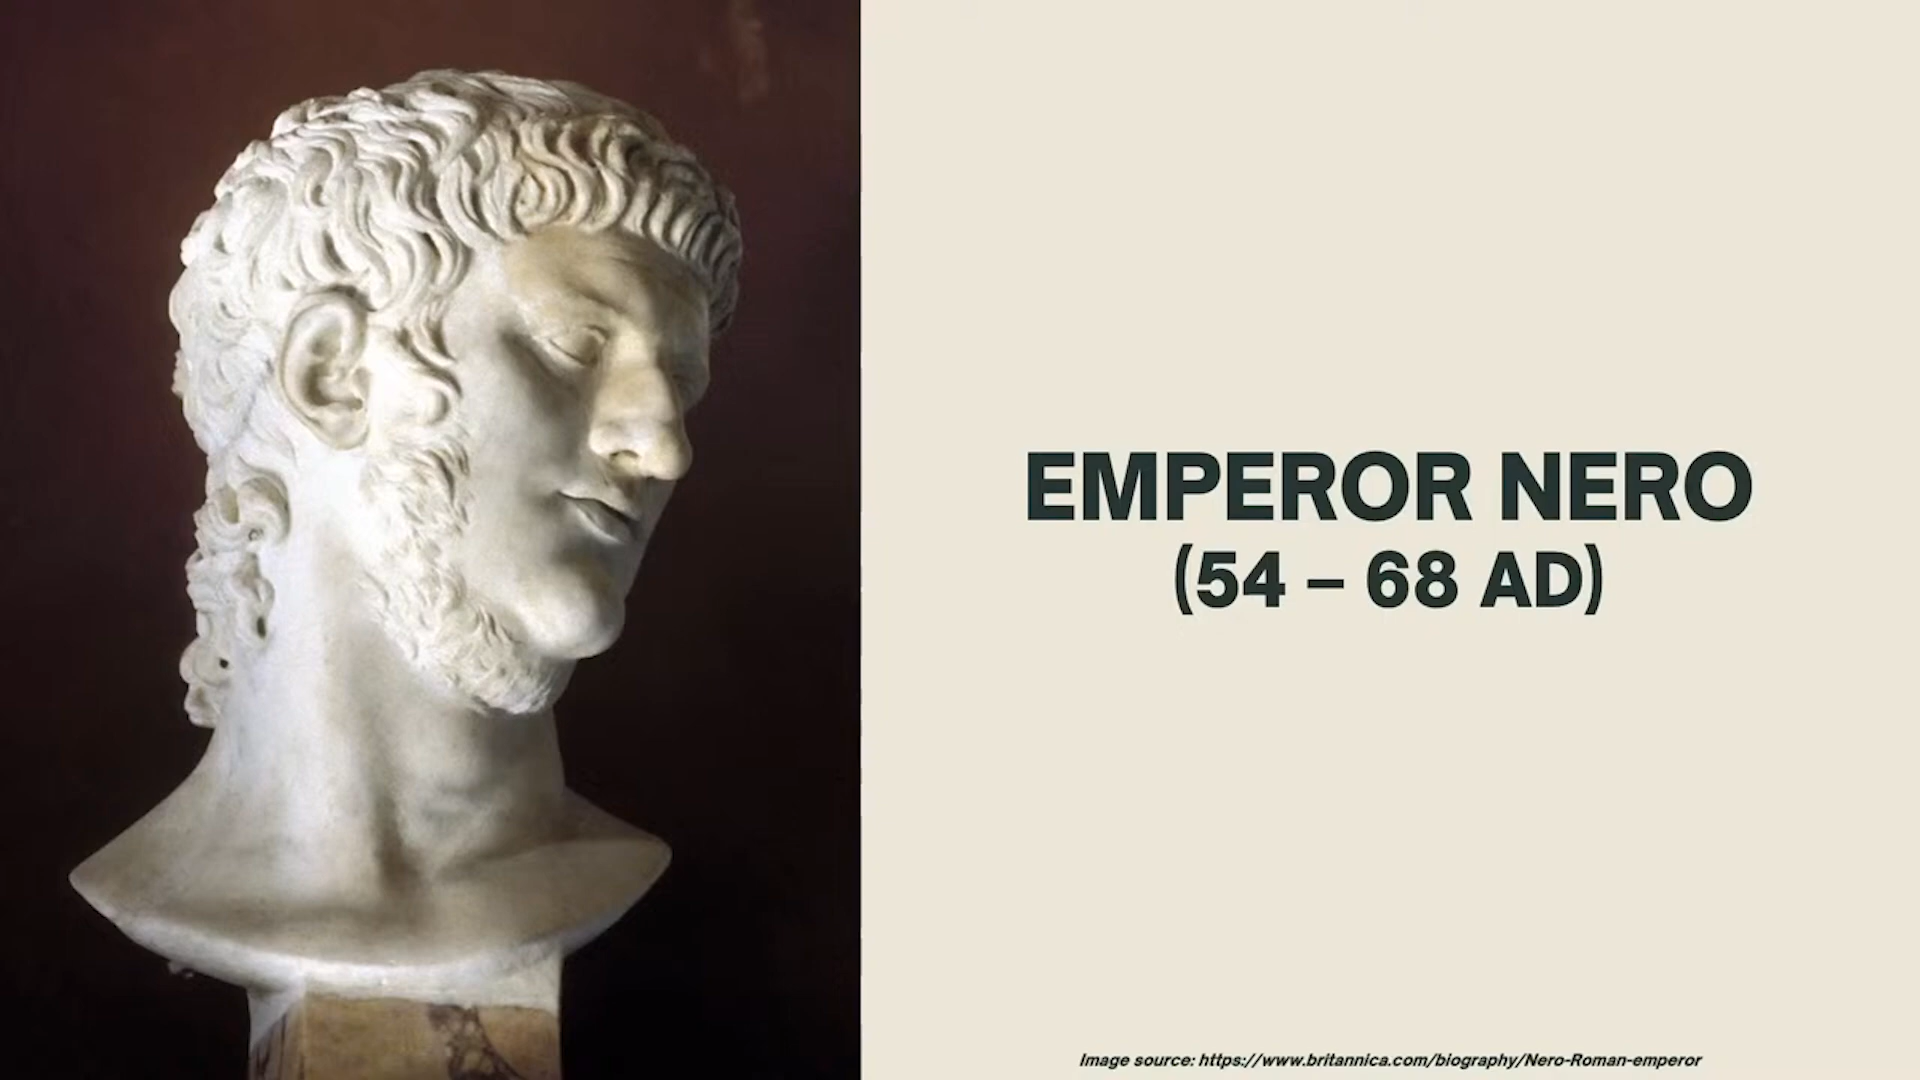 EMPEROR NERO
(54 – 68 AD)
Image source: https://www.britannica.com/biography/Nero-Roman-emperor